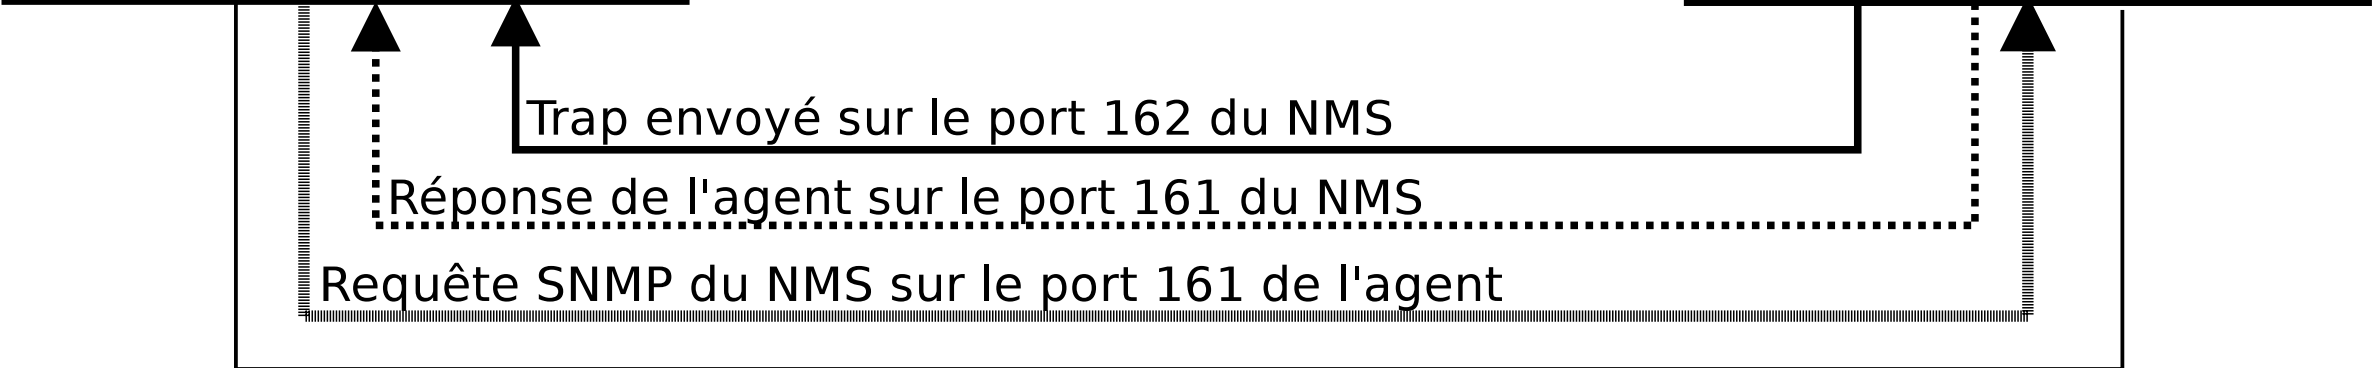 Trap envoyé sur le port 162 du NMS
Réponse de l'agent sur le port 161 du NMS
Requête SNMP du NMS sur le port 161 de l'agent